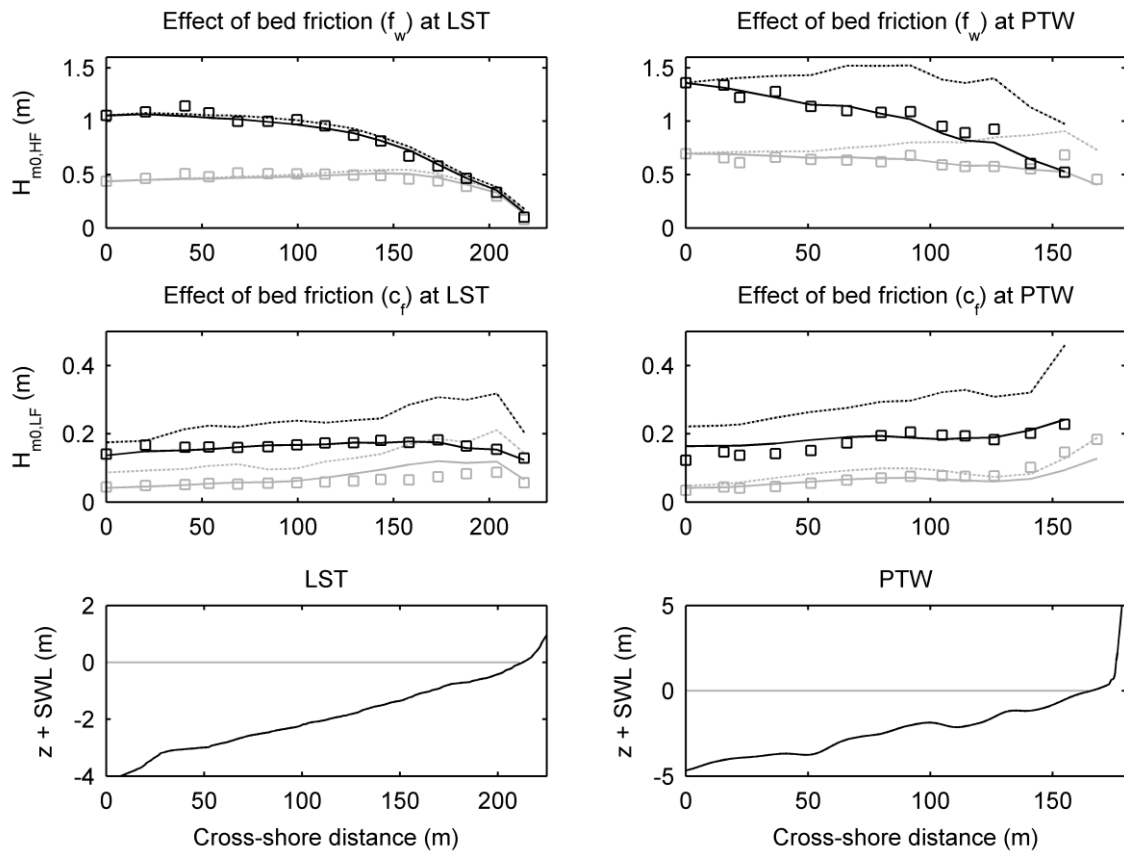 Effect of bed friction (f_w) at LST
Effect of bed friction (f_w) at PTW
H_m0,HF (m)
1.5
1
0.5
0
0 50 100 150 200
1.5
1
0.5
0
0 50 100 150
Effect of bed friction (c_f) at LST
Effect of bed friction (c_f) at PTW
H_m0,LF (m)
0.4
0.2
0
0 50 100 150 200
0.4
0.2
0
0 50 100 150
LST
PTW
z + SWL (m)
2
0
-2
-4
0 50 100 150 200
Cross-shore distance (m)
z + SWL (m)
5
0
-5
0 50 100 150
Cross-shore distance (m)